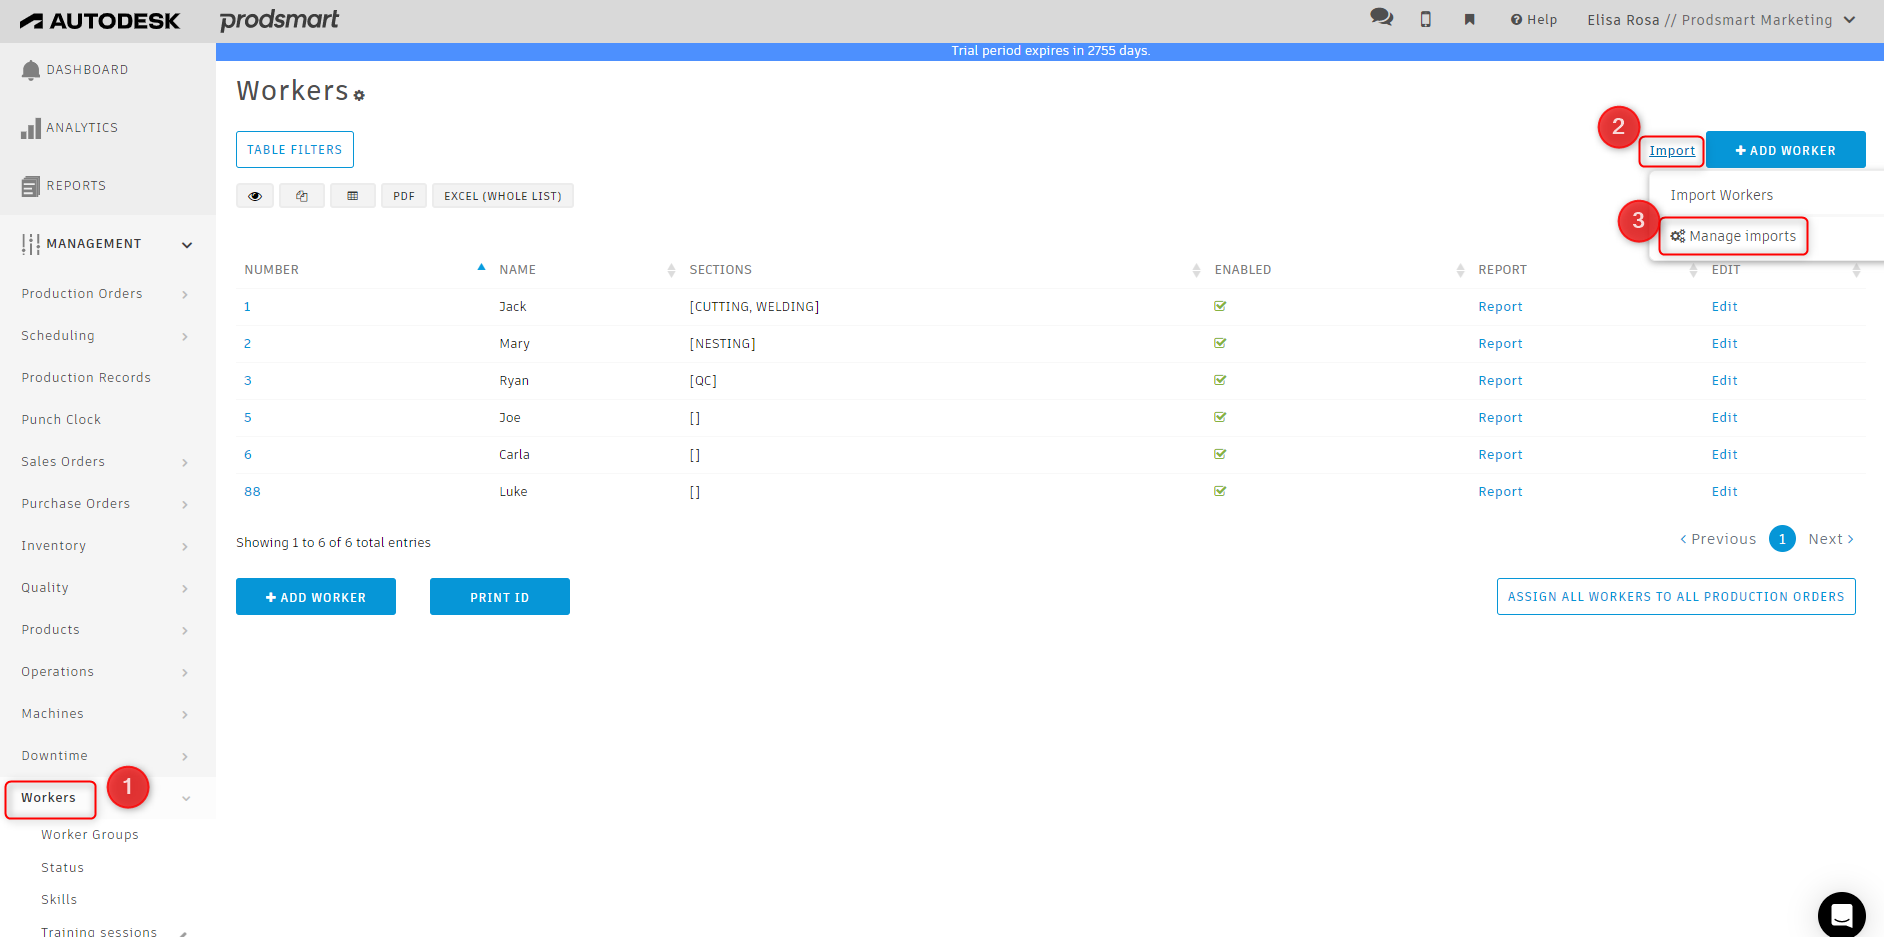 AUTODESK prodsmart
Help Elisa Rosa // Prodsmart Marketing
Trial period expires in 2755 days.
DASHBOARD
ANALYTICS
REPORTS
MANAGEMENT
Production Orders
Scheduling
Production Records
Punch Clock
Sales Orders
Purchase Orders
Inventory
Quality
Products
Operations
Machines
Downtime
Workers 1
Worker Groups
Status
Skills
Training sessions
Workers
TABLE FILTERS
2 Import + ADD WORKER
PDF EXCEL (WHOLE LIST)
Import Workers
3 Manage imports
NUMBER NAME SECTIONS ENABLED REPORT EDIT
1 Jack [CUTTING, WELDING] Report Edit
2 Mary [NESTING] Report Edit
3 Ryan [QC] Report Edit
5 Joe [] Report Edit
6 Carla [] Report Edit
88 Luke [] Report Edit
Showing 1 to 6 of 6 total entries
‹ Previous 1 Next ›
+ ADD WORKER PRINT ID ASSIGN ALL WORKERS TO ALL PRODUCTION ORDERS